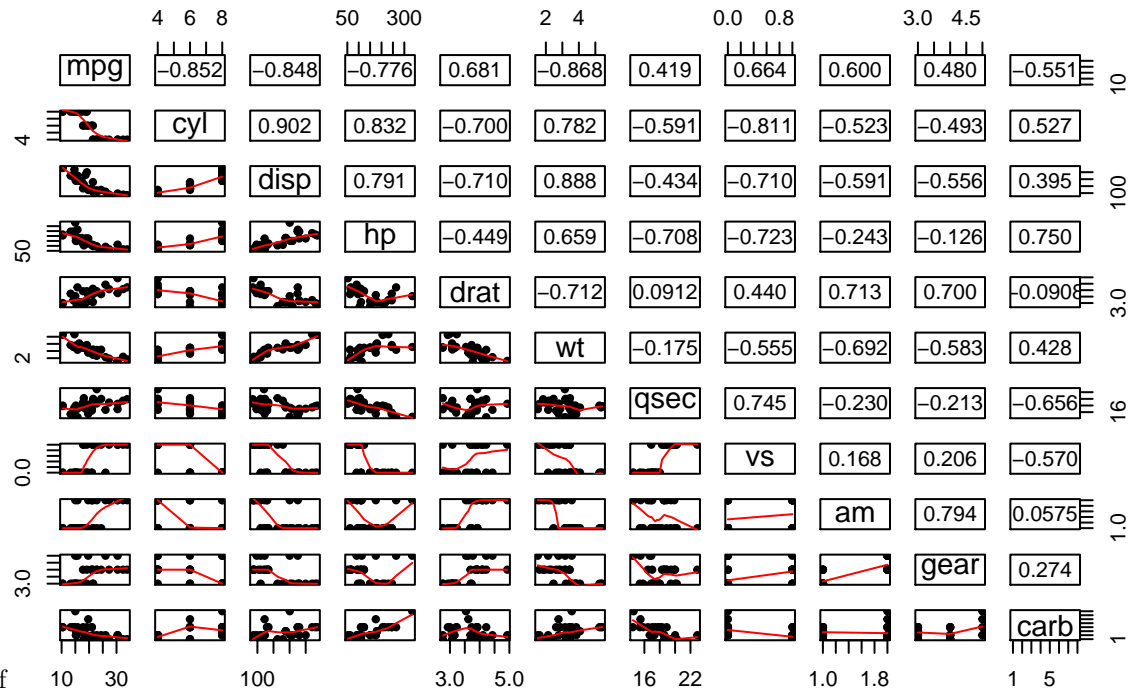 4 6 8 50 300 2 4 0.0 0.8 3.0 4.5
mpg −0.852 −0.848 −0.776 0.681 −0.868 0.419 0.664 0.600 0.480 −0.551 10
4 cyl 0.902 0.832 −0.700 0.782 −0.591 −0.811 −0.523 −0.493 0.527
disp 0.791 −0.710 0.888 −0.434 −0.710 −0.591 −0.556 0.395 100
50 hp −0.449 0.659 −0.708 −0.723 −0.243 −0.126 0.750
drat −0.712 0.0912 0.440 0.713 0.700 −0.0908 3.0
2 wt −0.175 −0.555 −0.692 −0.583 0.428
qsec 0.745 −0.230 −0.213 −0.656 16
0.0 vs 0.168 0.206 −0.570
am 0.794 0.0575 1.0
3.0 gear 0.274
carb 1
f 10 30 100 3.0 5.0 16 22 1.0 1.8 1 5